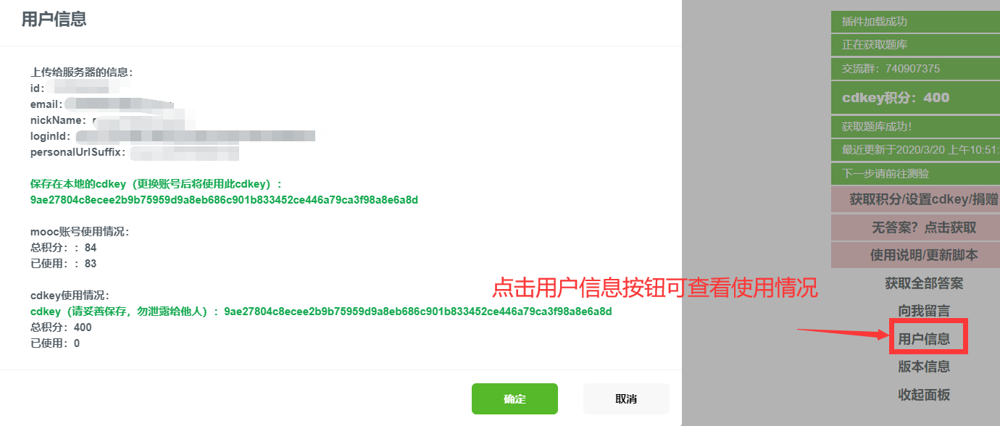 用户信息
上传给服务器的信息：
id：
email：
nickName：
loginId：
personalUrlSuffix：
保存在本地的cdkey（更换账号后将使用此cdkey）：
9ae27804c8ecee2b9b75959d9a8eb686c901b833452ce446a79ca3f98a8e6a8d
mooc账号使用情况：
总积分：：84
已使用：：83
cdkey使用情况：
cdkey（请妥善保存，勿泄露给他人）：9ae27804c8ecee2b9b75959d9a8eb686c901b833452ce446a79ca3f98a8e6a8d
总积分：400
已使用：0
确定
取消
点击用户信息按钮可查看使用情况
插件加载成功
正在获取题库
交流群：740907375
cdkey积分：400
获取题库成功！
最近更新于2020/3/20 上午10:51:
下一步请前往测验
获取积分/设置cdkey/捐赠
无答案？点击获取
使用说明/更新脚本
获取全部答案
向我留言
用户信息
版本信息
收起面板